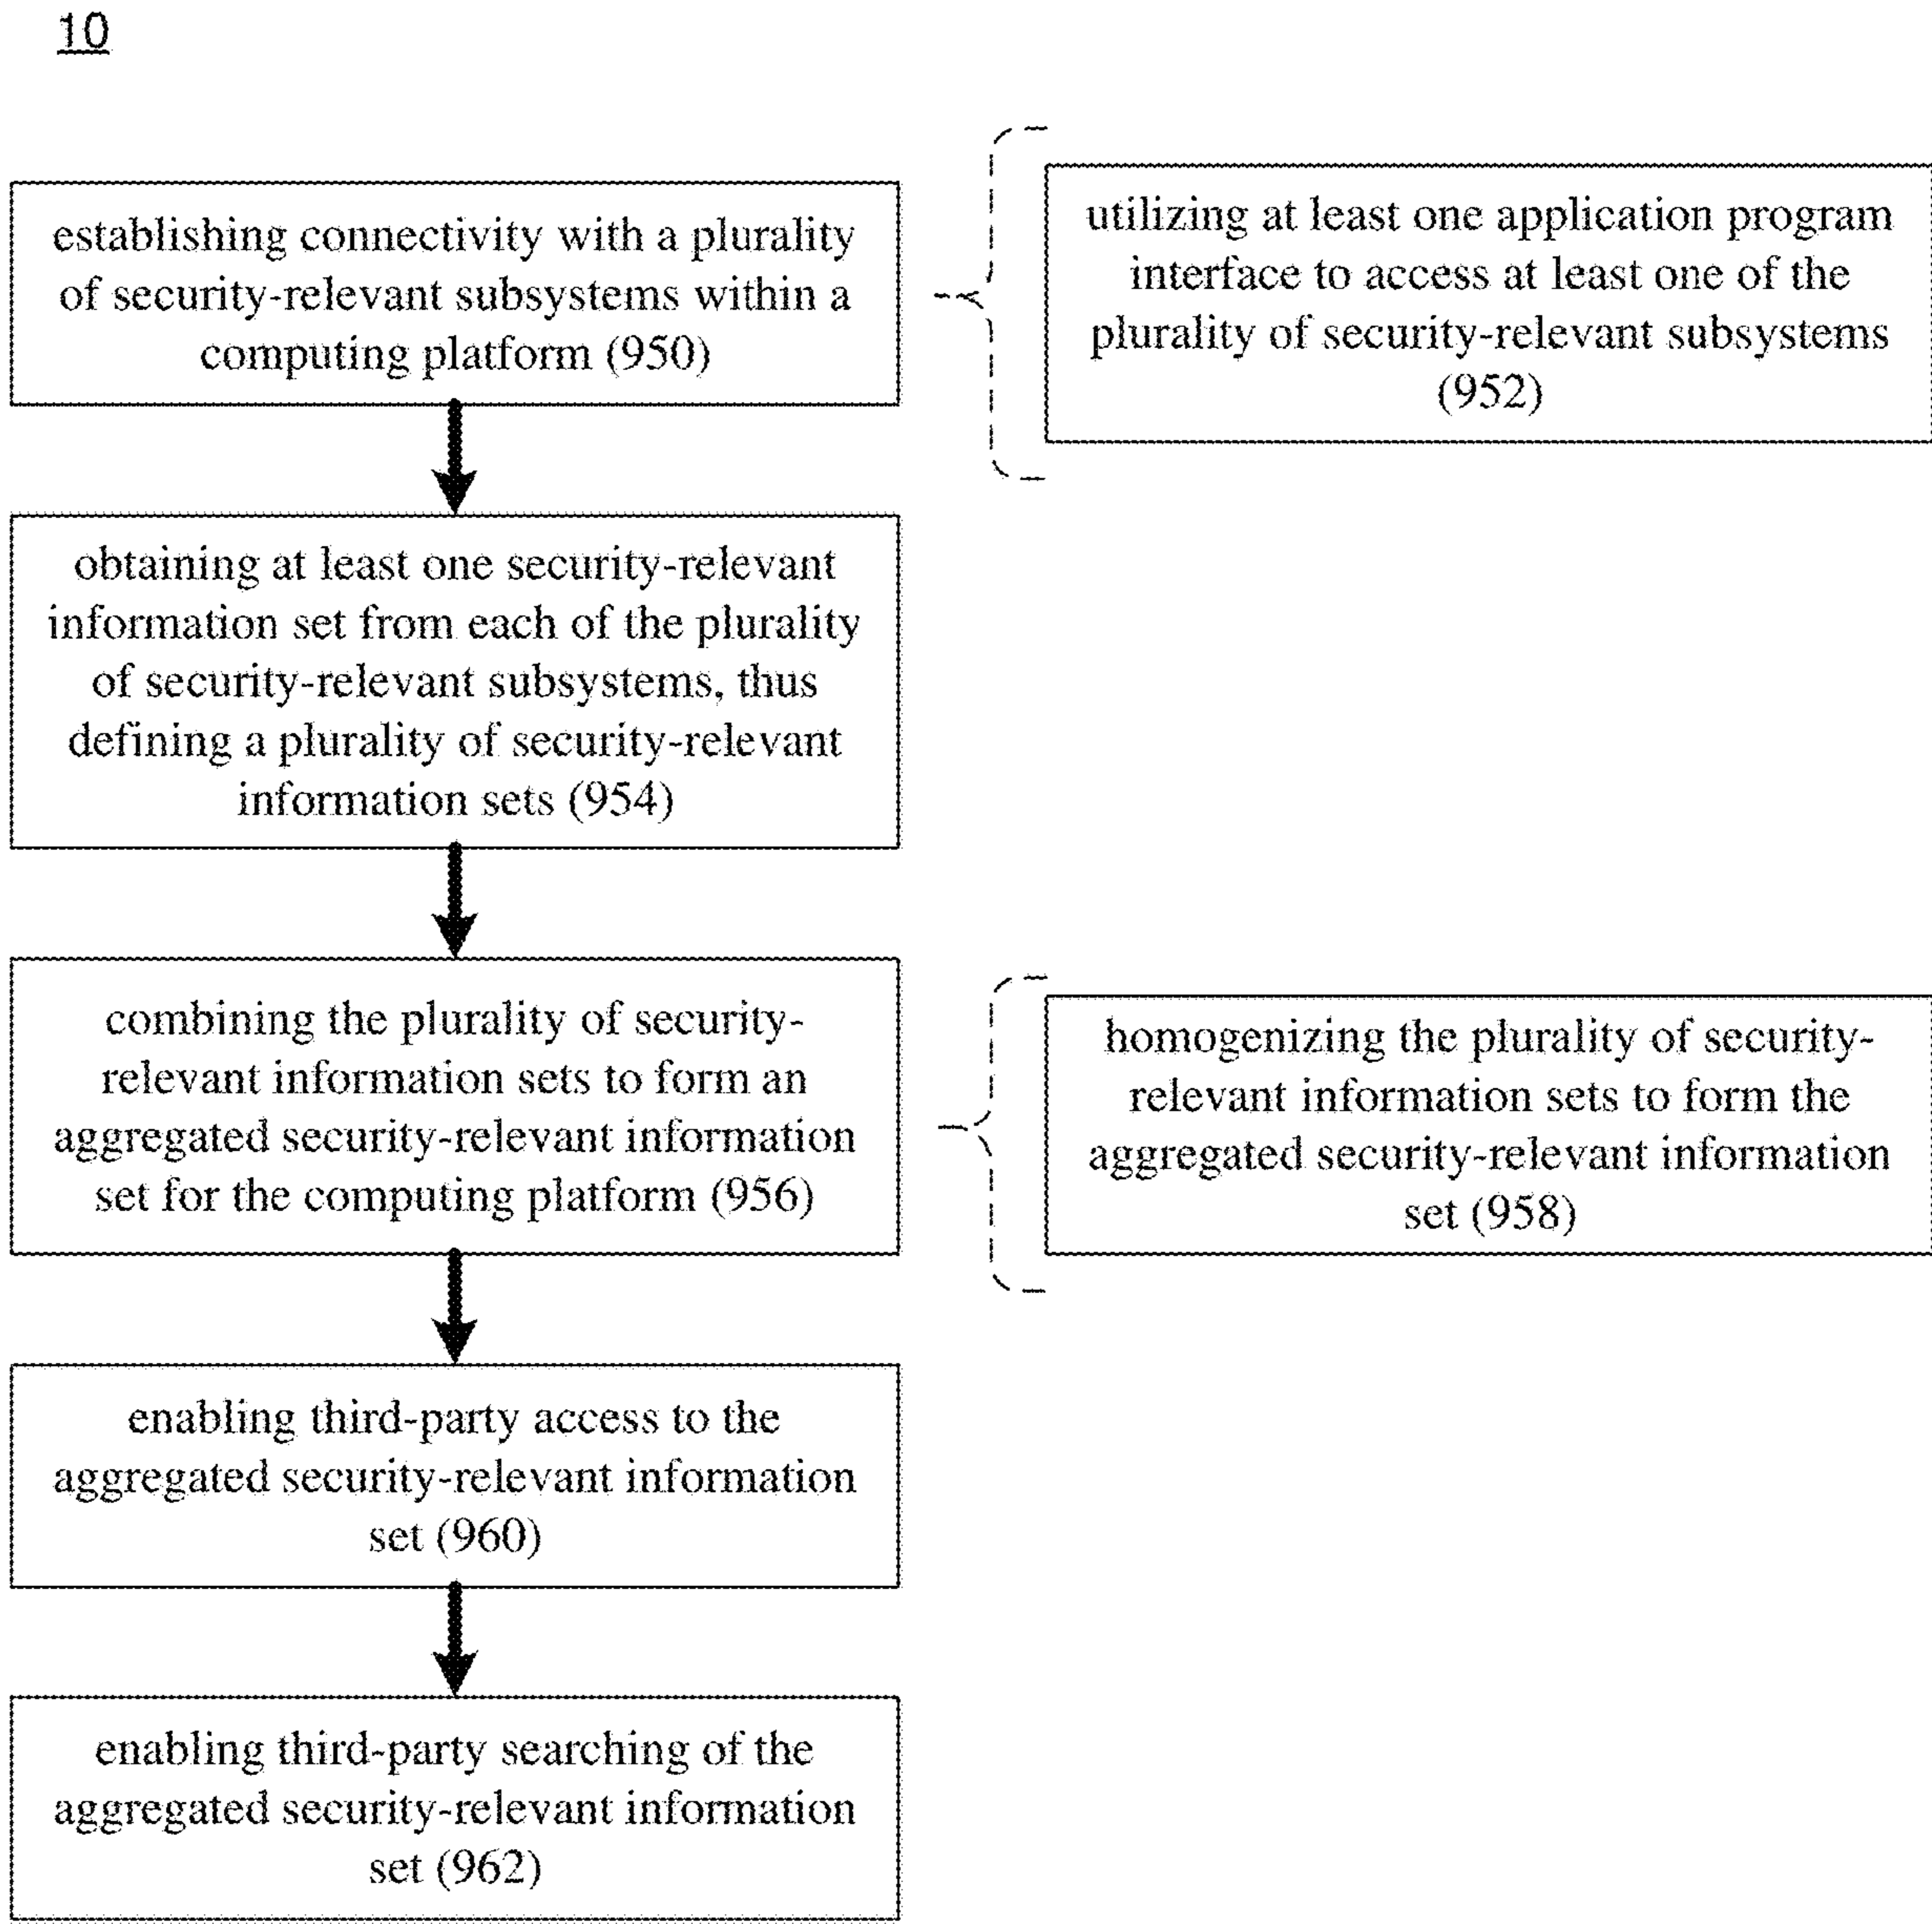 10
establishing connectivity with a plurality
of security-relevant subsystems within a
computing platform (950)
utilizing at least one application program
interface to access at least one of the
plurality of security-relevant subsystems
(952)
obtaining at least one security-relevant
information set from each of the plurality
of security-relevant subsystems, thus
defining a plurality of security-relevant
information sets (954)
combining the plurality of security-
relevant information sets to form an
aggregated security-relevant information
set for the computing platform (956)
homogenizing the plurality of security-
relevant information sets to form the
aggregated security-relevant information
set (958)
enabling third-party access to the
aggregated security-relevant information
set (960)
enabling third-party searching of the
aggregated security-relevant information
set (962)